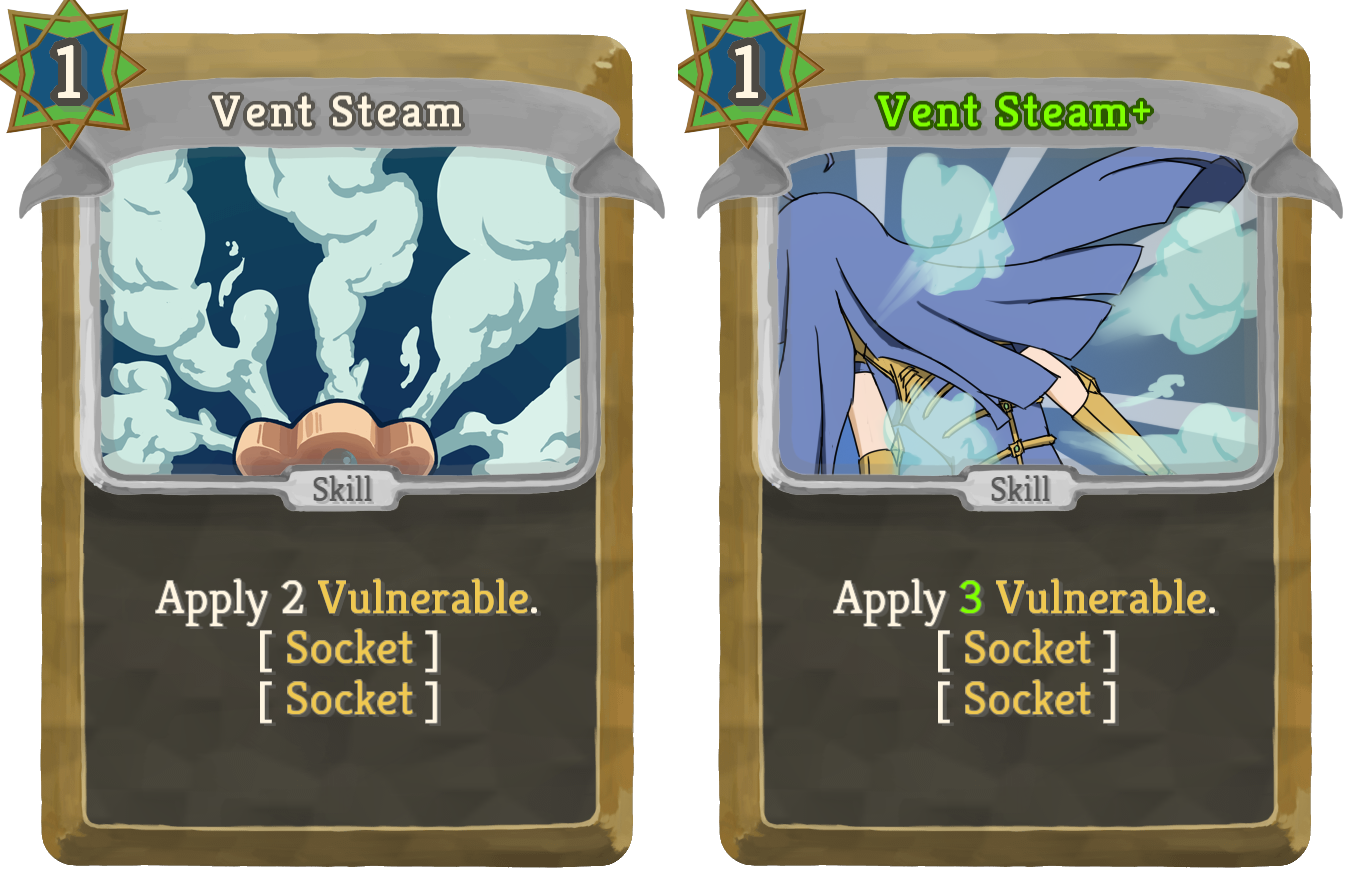 1
Vent Steam
Skill
Apply 2 Vulnerable.
[ Socket ]
[ Socket ]
1
Vent Steam+
Skill
Apply 3 Vulnerable.
[ Socket ]
[ Socket ]